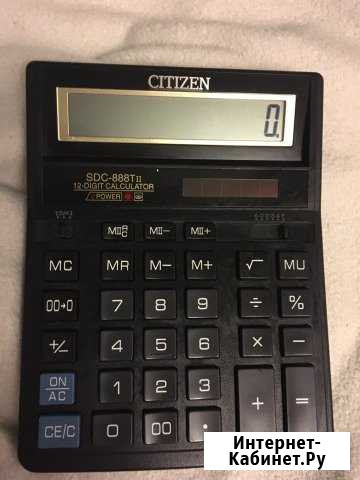 CITIZEN
0.
SDC-888TII
12-DIGIT CALCULATOR
POWER
MII− MII+
MC MR M− M+ √ MU
00→0 7 8 9 ÷ %
+/− 4 5 6 × −
ON
AC
1 2 3 + =
CE/C 0 00 •
Интернет-
Кабинет.Ру